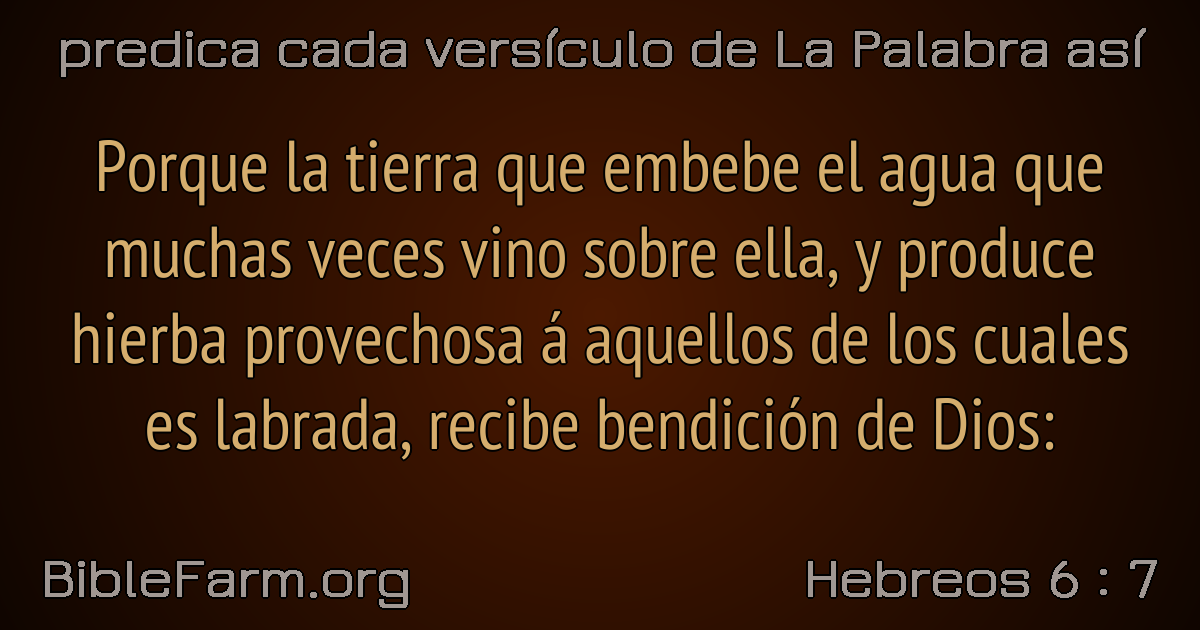 predica cada versículo de La Palabra así
Porque la tierra que embebe el agua que
muchas veces vino sobre ella, y produce
hierba provechosa á aquellos de los cuales
es labrada, recibe bendición de Dios:
BibleFarm.org
Hebreos 6 : 7